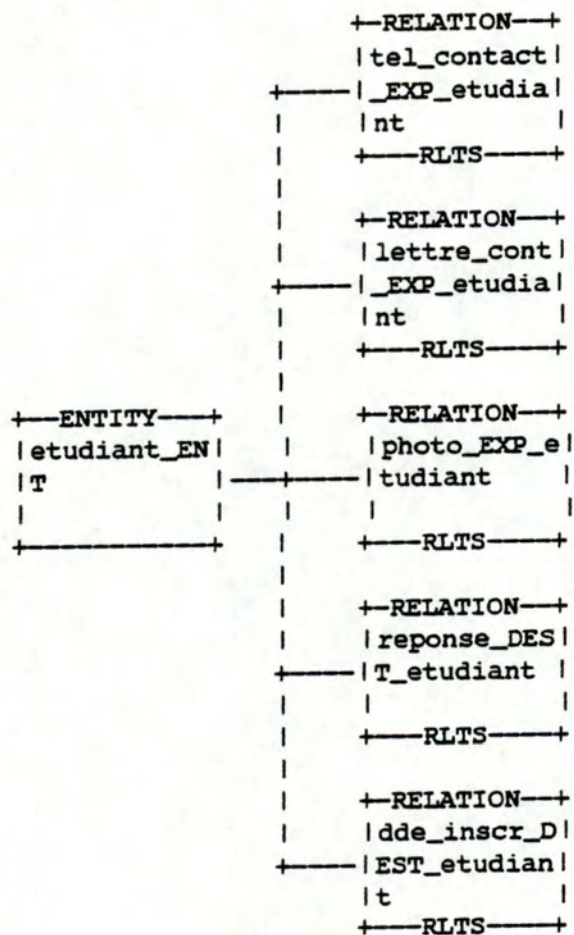 +—RELATION—+
|tel_contact|
+———|_EXP_etudia|
|nt |
+———RLTS———+
+—RELATION—+
|lettre_cont|
+———|_EXP_etudia|
|nt |
+———RLTS———+
+——ENTITY——+ +—RELATION—+
|etudiant_EN| |photo_EXP_e|
|T |——+———|tudiant |
+——————+ +———RLTS———+
+—RELATION—+
|reponse_DES|
+———|T_etudiant |
+———RLTS———+
+—RELATION—+
|dde_inscr_D|
+———|EST_etudian|
|t |
+———RLTS———+